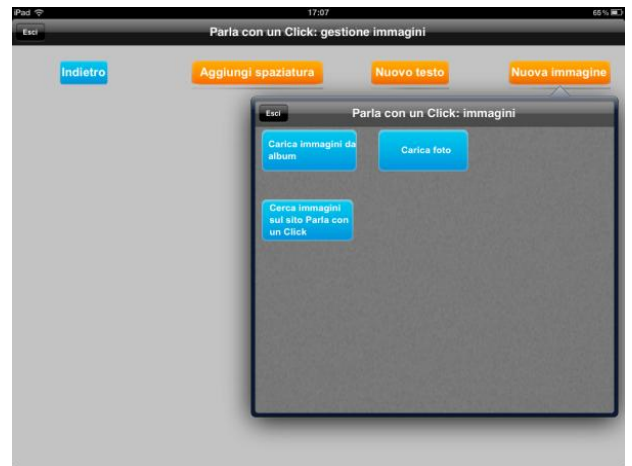 iPad 17:07 65%
Esci Parla con un Click: gestione immagini
Indietro Aggiungi spaziatura Nuovo testo Nuova immagine
Esci Parla con un Click: immagini
Carica immagini da
album
Carica foto
Cerca immagini
sul sito Parla con
un Click